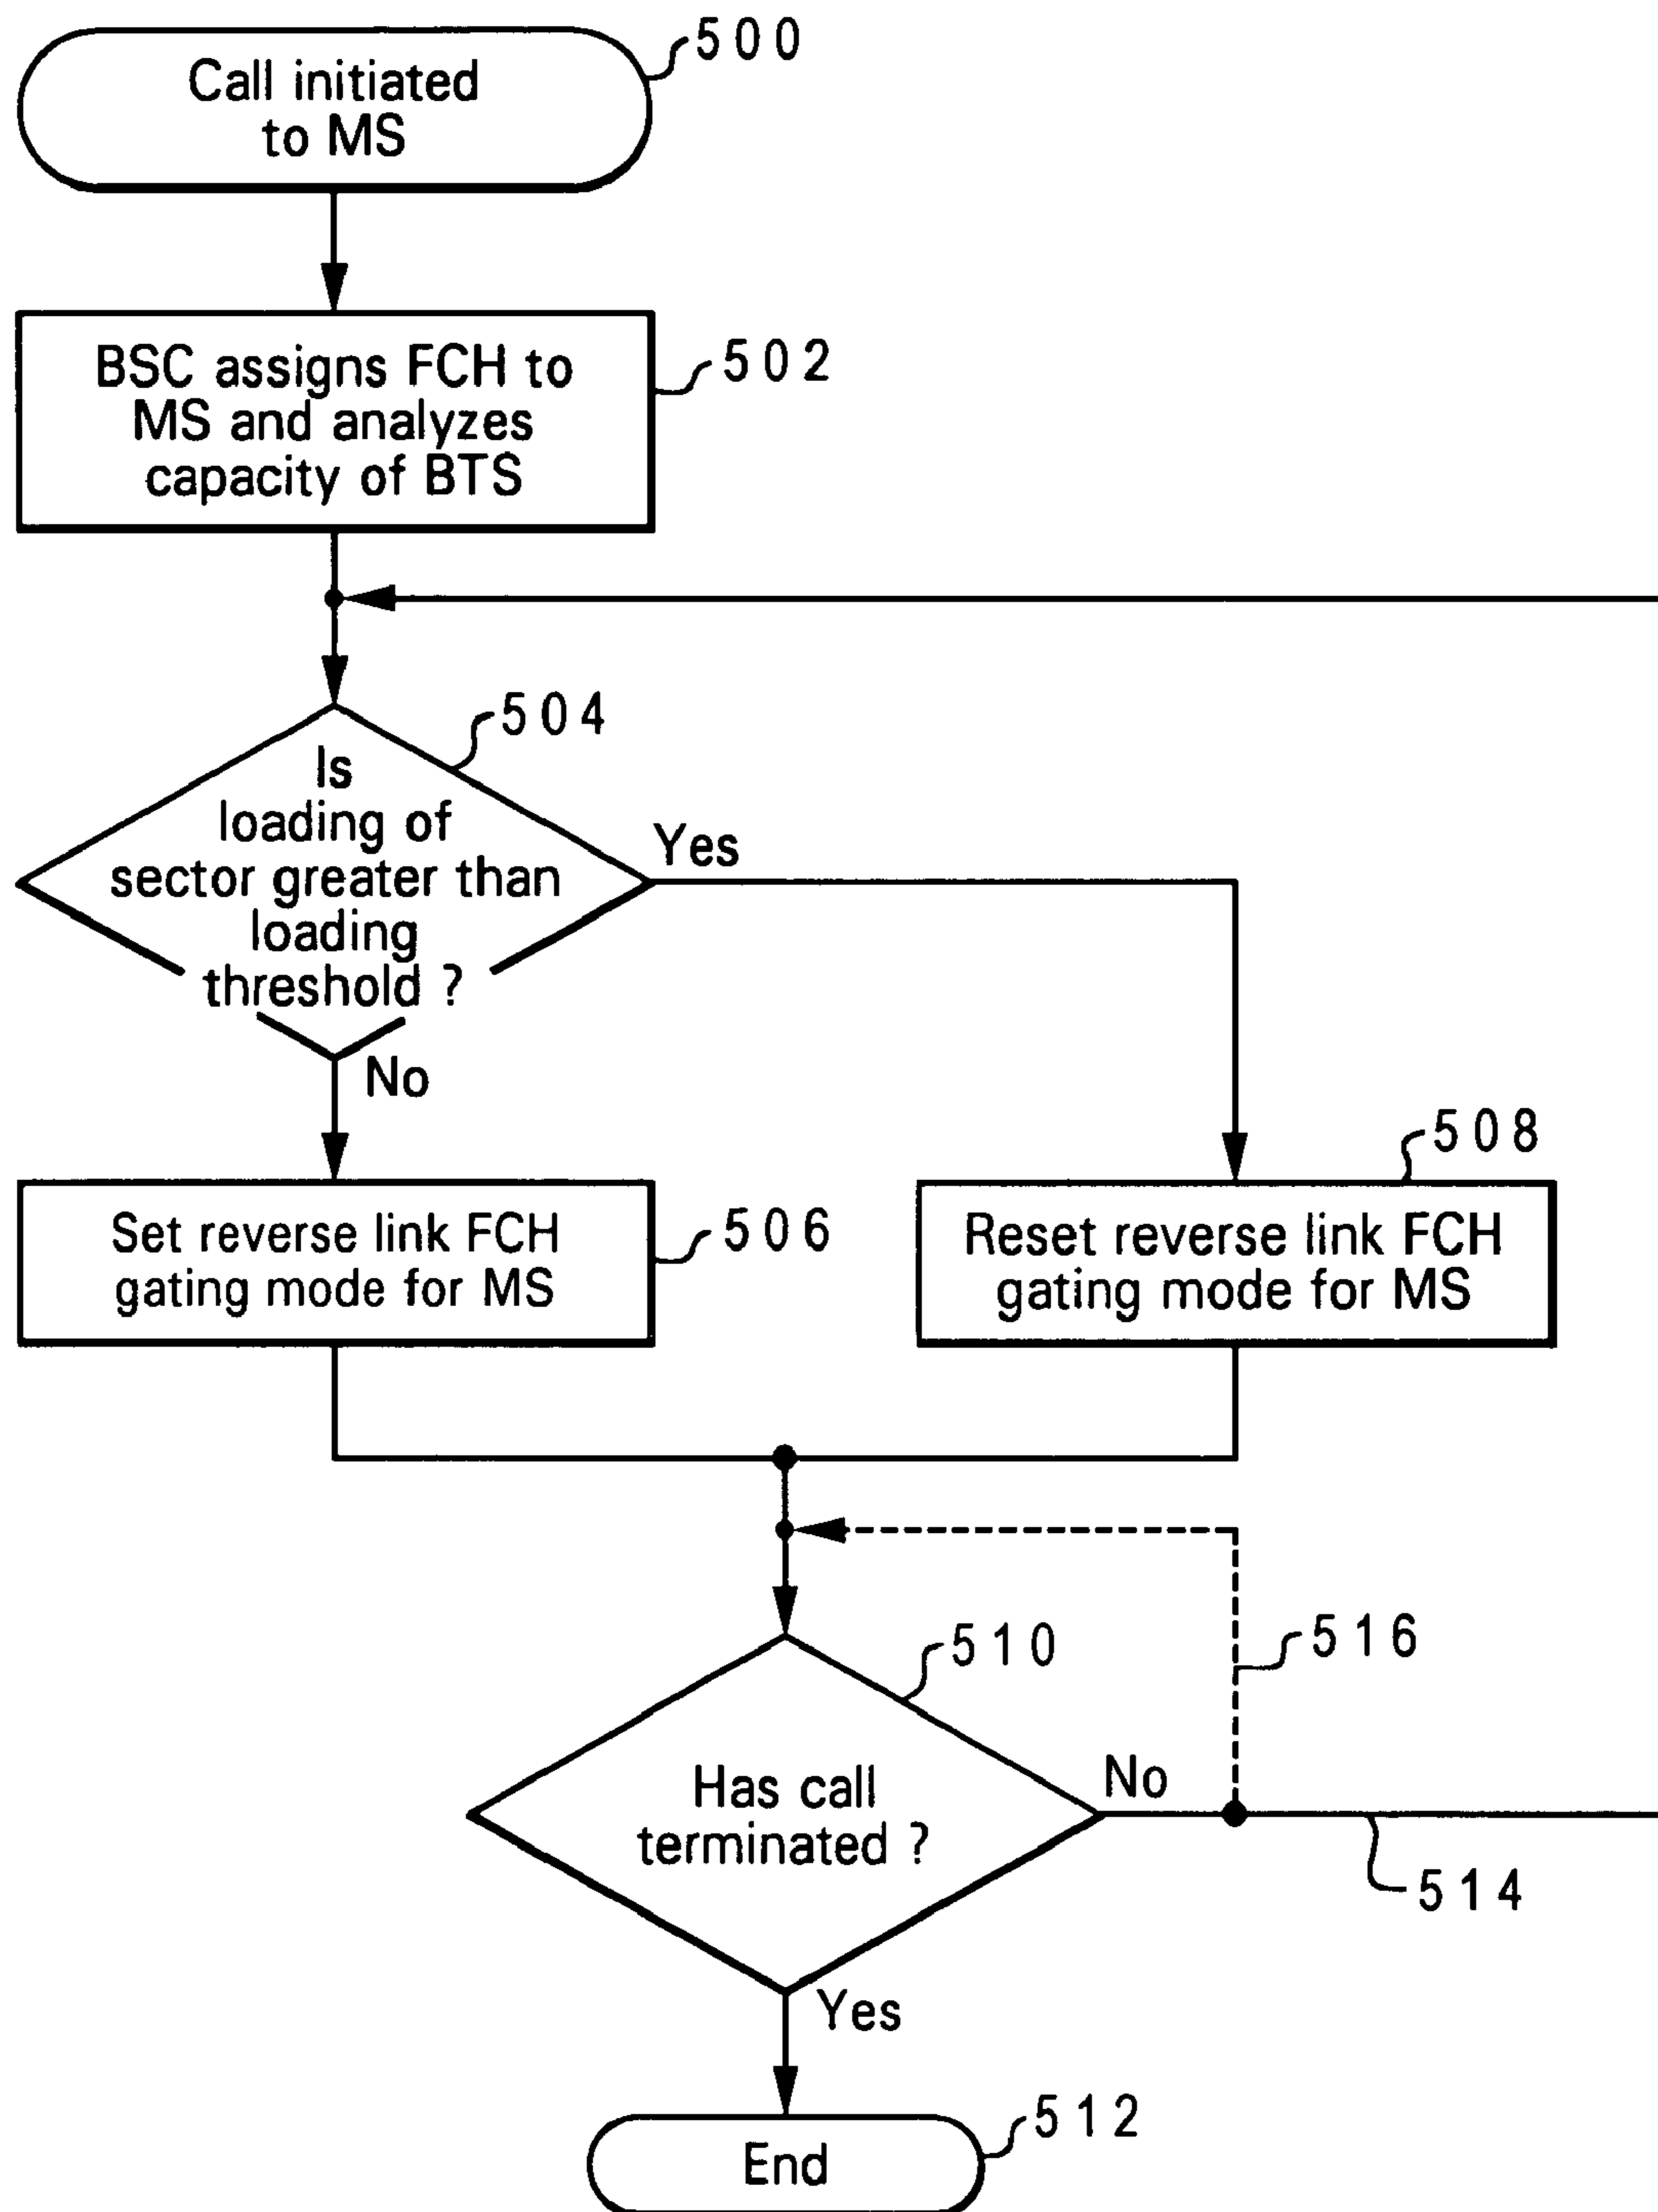 500
Call initiated
to MS
502
BSC assigns FCH to
MS and analyzes
capacity of BTS
504
Is
loading of
sector greater than
loading
threshold ?
Yes
No
506
Set reverse link FCH
gating mode for MS
508
Reset reverse link FCH
gating mode for MS
510
516
Has call
terminated ?
No
514
Yes
512
End